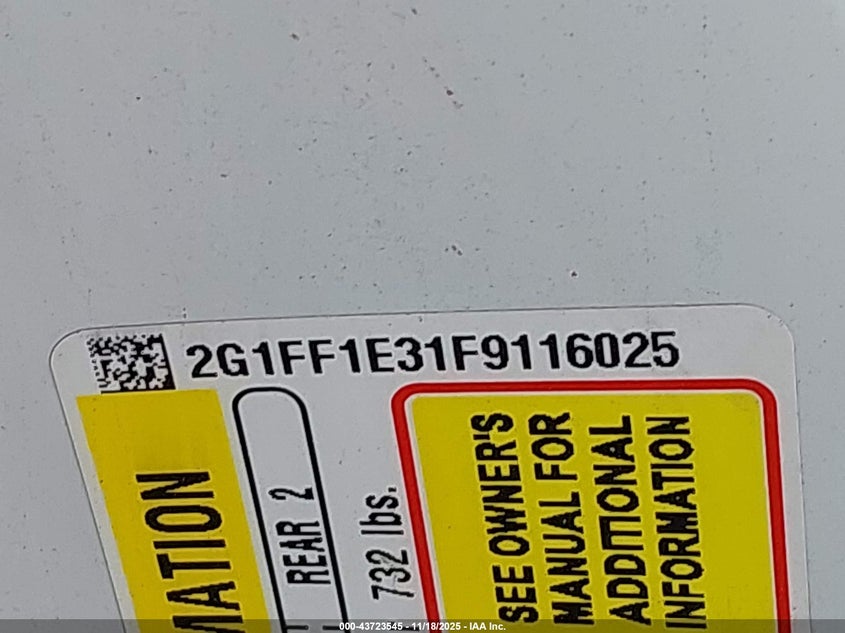 2G1FF1E31F9116025
MATION
REAR 2
732 lbs.
SEE OWNER'S
MANUAL FOR
ADDITIONAL
INFORMATION
000-43723545 - 11/18/2025 - IAA Inc.